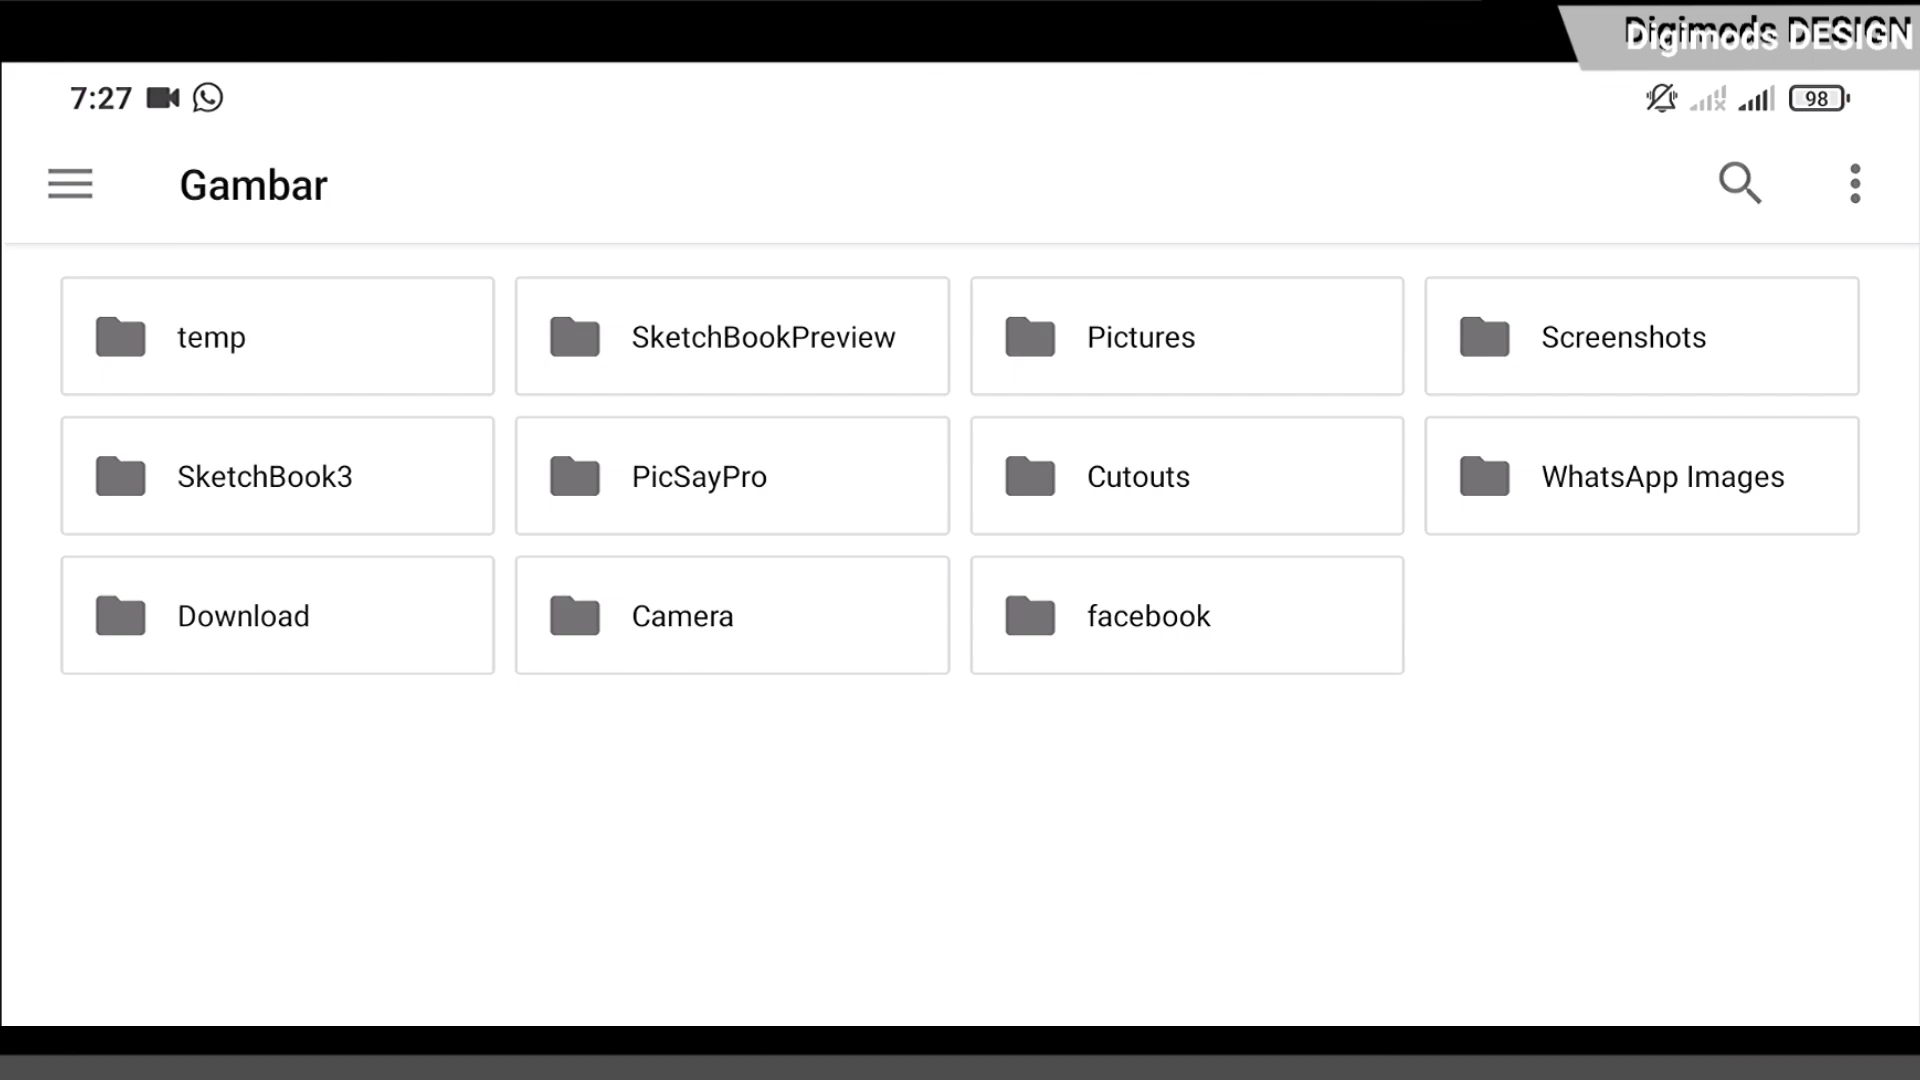 Digimods DESIGN
7:27
98
Gambar
temp
SketchBookPreview
Pictures
Screenshots
SketchBook3
PicSayPro
Cutouts
WhatsApp Images
Download
Camera
facebook